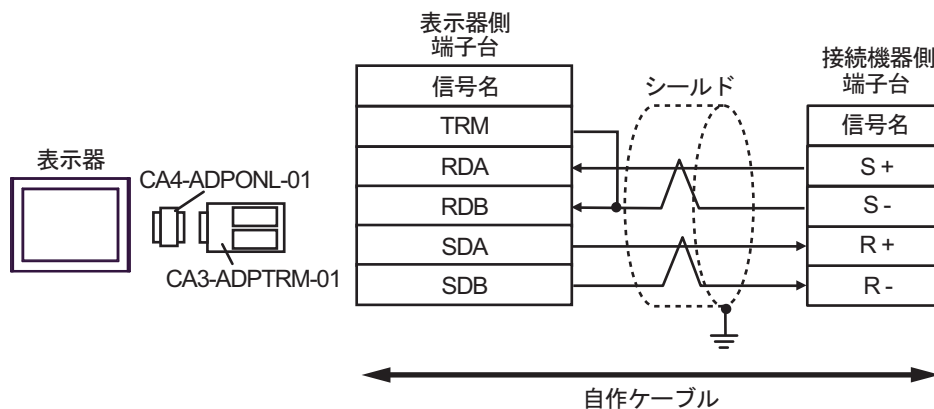 表示器側
端子台
信号名
TRM
RDA
RDB
SDA
SDB
シールド
接続機器側
端子台
信号名
S+
S-
R+
R-
表示器
CA4-ADPONL-01
CA3-ADPTRM-01
自作ケーブル